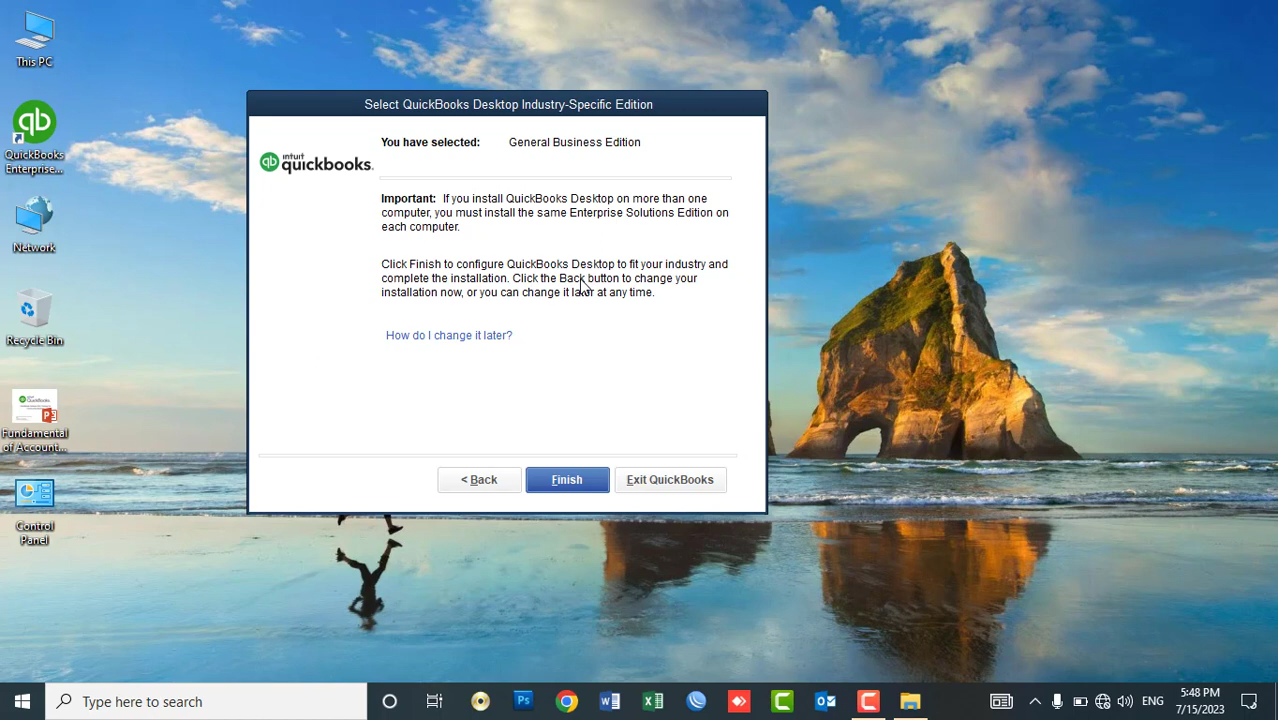 This PC
QuickBooks
Enterprise...
Network
Recycle Bin
Fundamental
of Account...
Control
Panel
Select QuickBooks Desktop Industry-Specific Edition
intuit
quickbooks.
You have selected: General Business Edition
Important: If you install QuickBooks Desktop on more than one
computer, you must install the same Enterprise Solutions Edition on
each computer.
Click Finish to configure QuickBooks Desktop to fit your industry and
complete the installation. Click the Back button to change your
installation now, or you can change it later at any time.
How do I change it later?
< Back
Finish
Exit QuickBooks
Type here to search
ENG
5:48 PM
7/15/2023